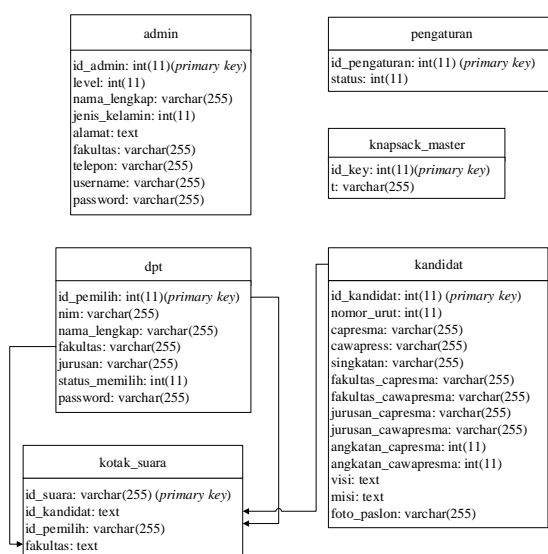 admin
id_admin: int(11)(primary key)
level: int(11)
nama_lengkap: varchar(255)
jenis_kelamin: int(11)
alamat: text
fakultas: varchar(255)
telepon: varchar(255)
username: varchar(255)
password: varchar(255)
pengaturan
id_pengaturan: int(11) (primary key)
status: int(11)
knapsack_master
id_key: int(11)(primary key)
t: varchar(255)
dpt
id_pemilih: int(11)(primary key)
nim: varchar(255)
nama_lengkap: varchar(255)
fakultas: varchar(255)
jurusan: varchar(255)
status_memilih: int(11)
password: varchar(255)
kandidat
id_kandidat: int(11) (primary key)
nomor_urut: int(11)
capresma: varchar(255)
cawapress: varchar(255)
singkatan: varchar(255)
fakultas_capresma: varchar(255)
fakultas_cawapresma: varchar(255)
jurusan_capresma: varchar(255)
jurusan_cawapresma: varchar(255)
angkatan_capresma: int(11)
angkatan_cawapresma: int(11)
visi: text
misi: text
foto_paslon: varchar(255)
kotak_suara
id_suara: varchar(255) (primary key)
id_kandidat: text
id_pemilih: varchar(255)
fakultas: text